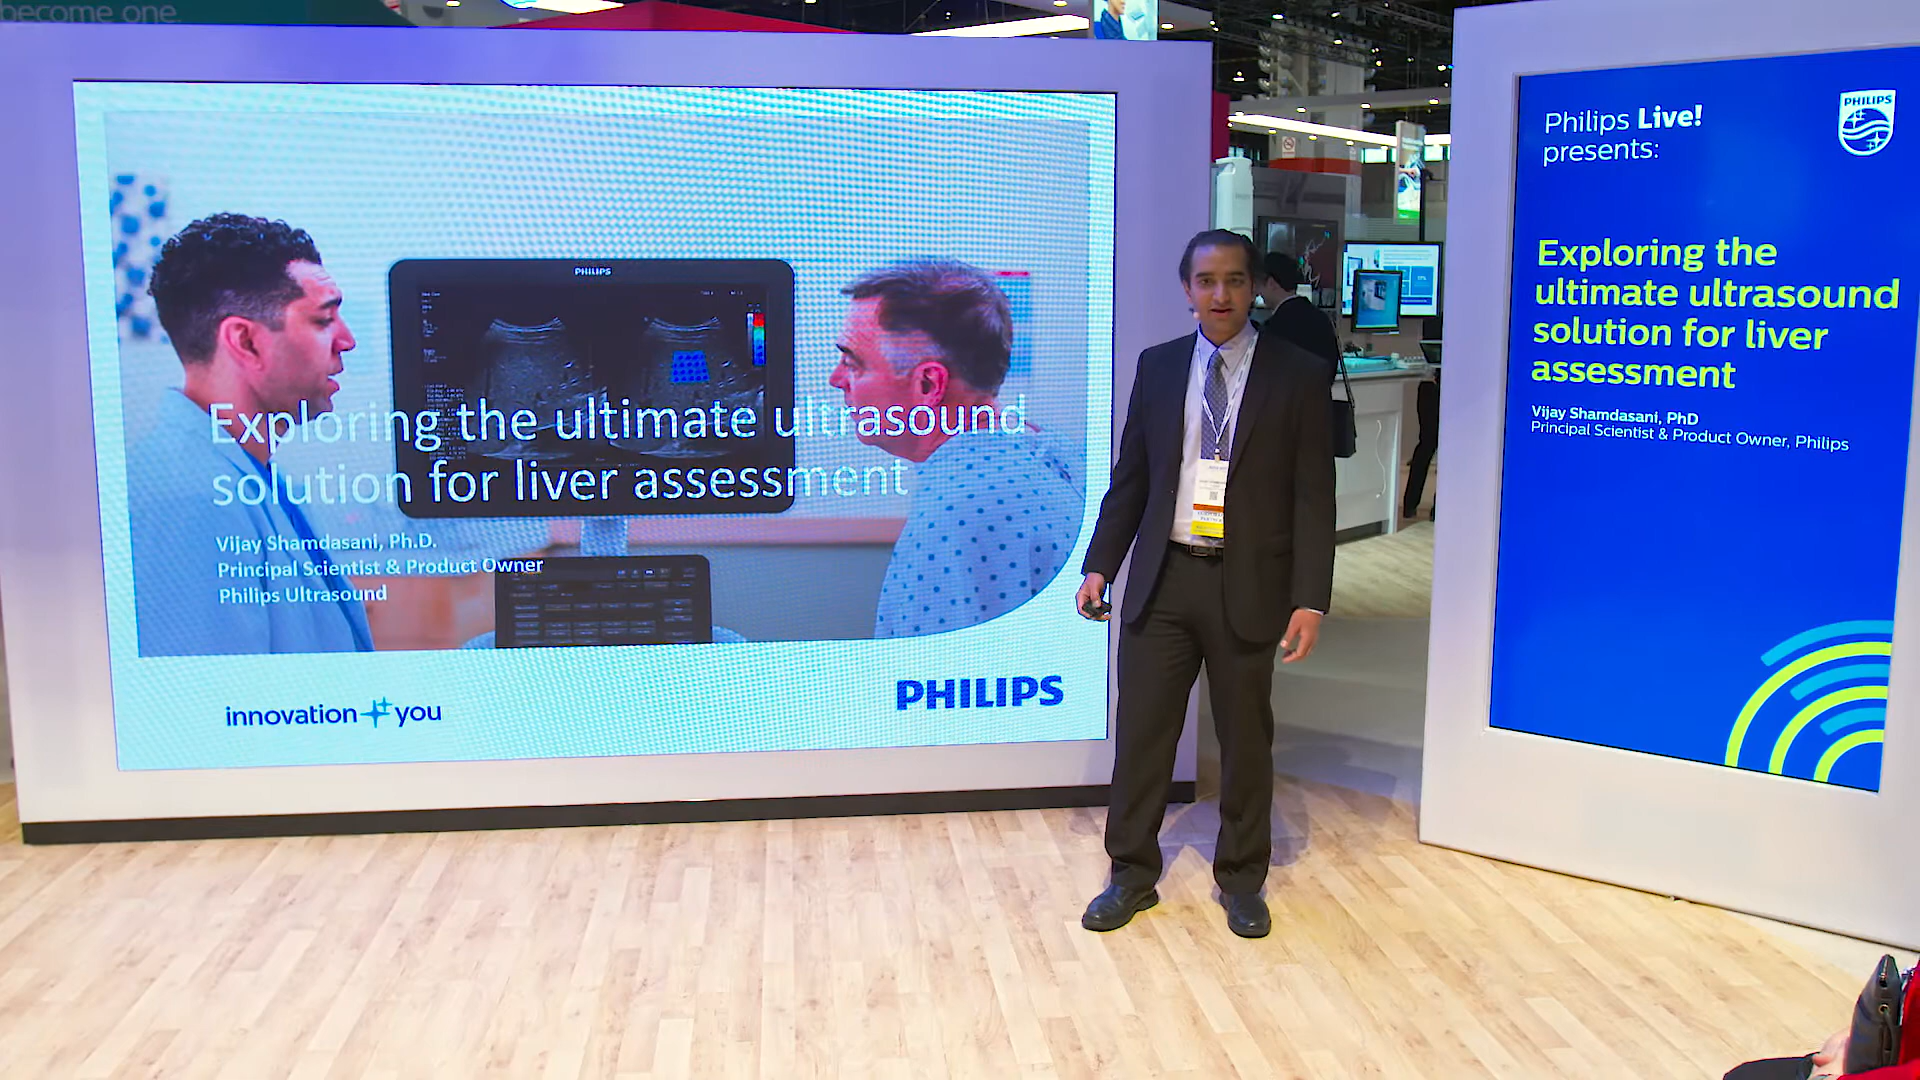 become one.
PHILIPS
Exploring the ultimate ultrasound
solution for liver assessment
Vijay Shamdasani, Ph.D.
Principal Scientist & Product Owner
Philips Ultrasound
innovation you
PHILIPS
Philips Live!
presents:
PHILIPS
Exploring the
ultimate ultrasound
solution for liver
assessment
Vijay Shamdasani, PhD
Principal Scientist & Product Owner, Philips